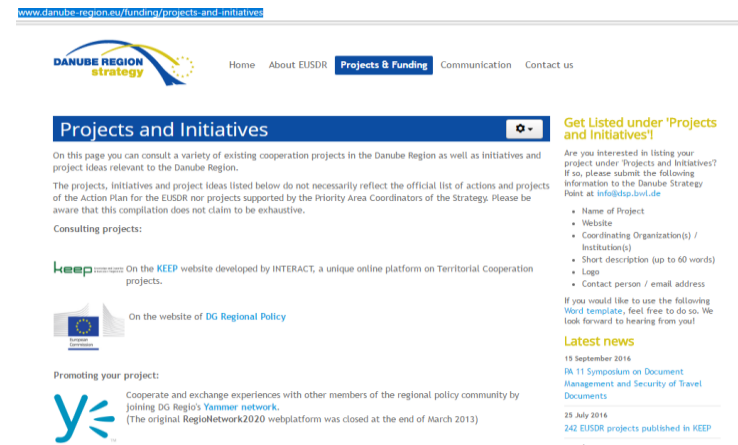 www.danube-region.eu/funding/projects-and-initiatives
DANUBE REGION
strategy
Home About EUSDR Projects & Funding Communication Contact us
Projects and Initiatives
On this page you can consult a variety of existing cooperation projects in the Danube Region as well as initiatives and
project ideas relevant to the Danube Region.
The projects, initiatives and project ideas listed below do not necessarily reflect the official list of actions and projects
of the Action Plan for the EUSDR nor projects supported by the Priority Area Coordinators of the Strategy. Please be
aware that this compilation does not claim to be exhaustive.
Consulting projects:
keep
On the KEEP website developed by INTERACT, a unique online platform on Territorial Cooperation
projects.
On the website of DG Regional Policy
European
Commission
Promoting your project:
Cooperate and exchange experiences with other members of the regional policy community by
joining DG Regio's Yammer network.
(The original RegioNetwork2020 webplatform was closed at the end of March 2013)
Get Listed under 'Projects
and Initiatives'!
Are you interested in listing your
project under 'Projects and Initiatives'?
If so, please submit the following
information to the Danube Strategy
Point at info@dsp.bwl.de
Name of Project
Website
Coordinating Organization(s) /
Institution(s)
Short description (up to 60 words)
Logo
Contact person / email address
If you would like to use the following
Word template, feel free to do so. We
look forward to hearing from you!
Latest news
15 September 2016
PA 11 Symposium on Document
Management and Security of Travel
Documents
25 July 2016
242 EUSDR projects published in KEEP